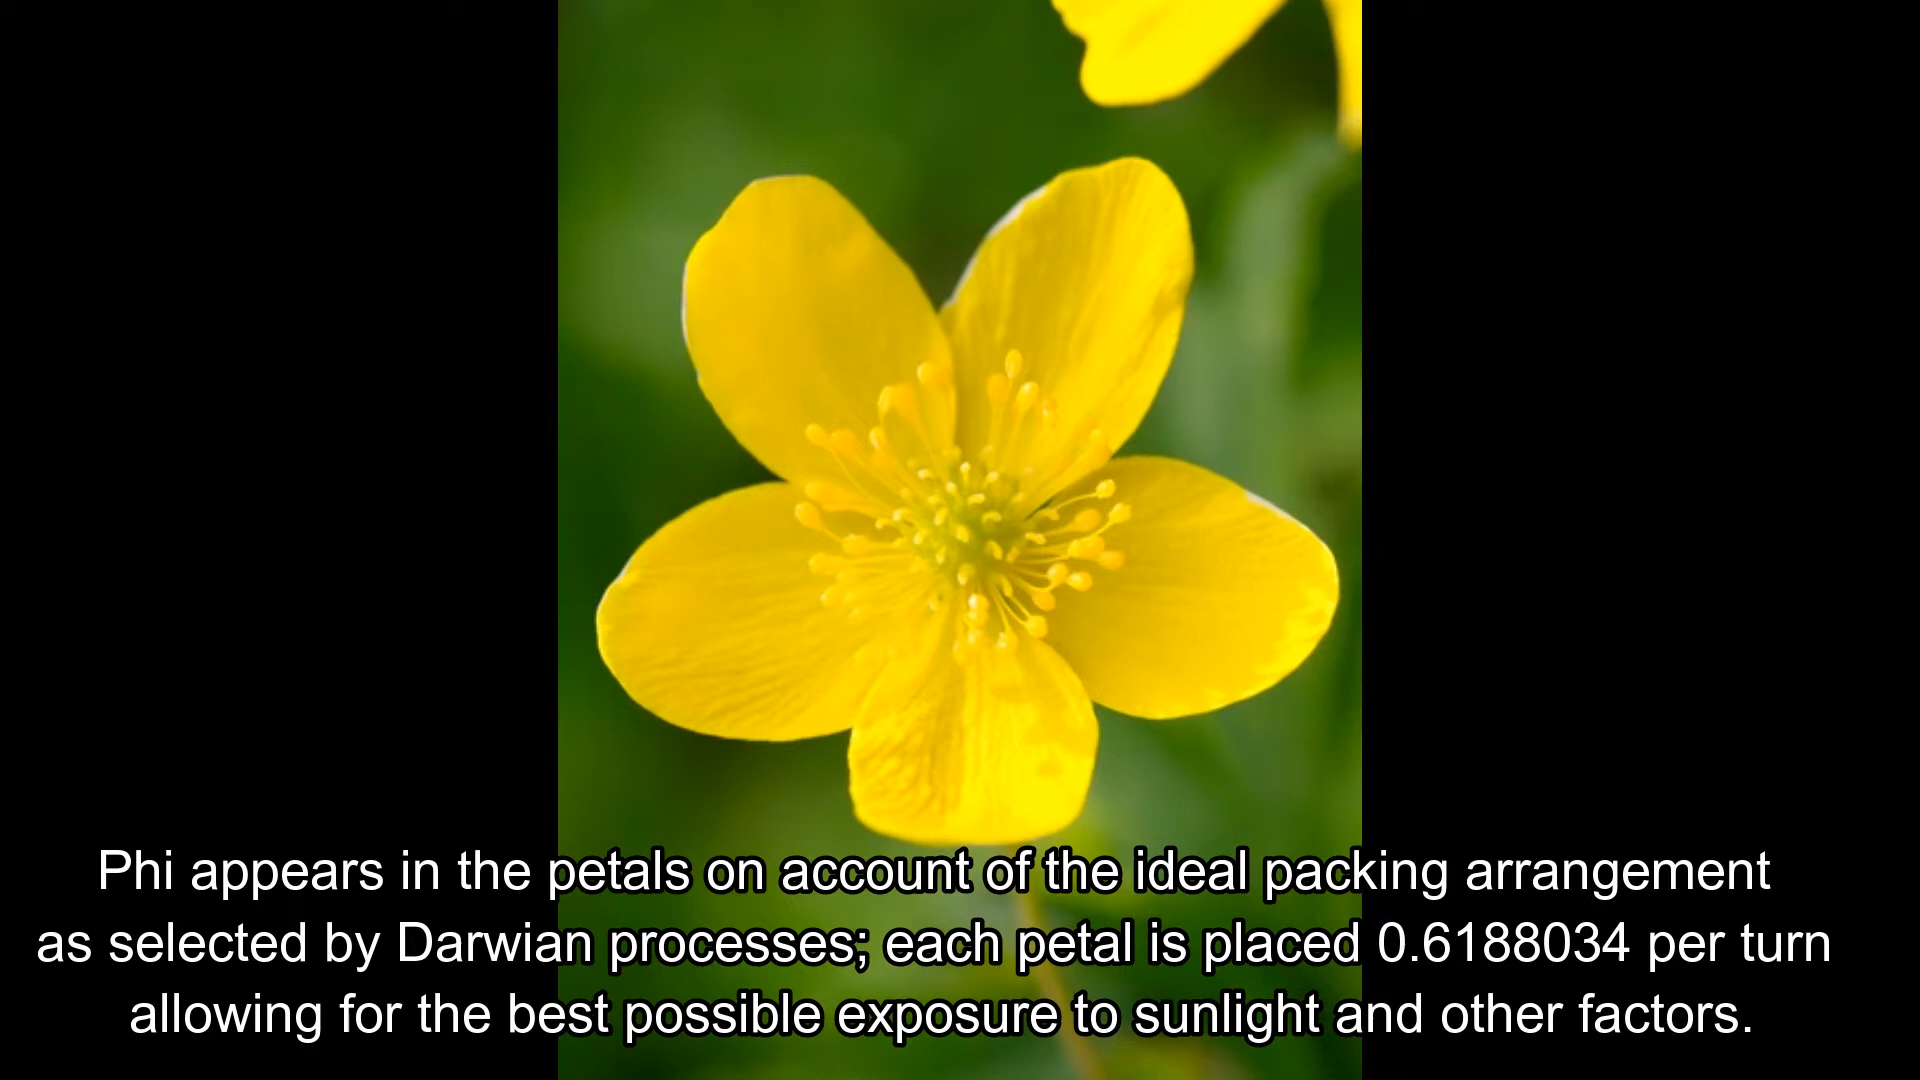 Phi appears in the petals on account of the ideal packing arrangement
as selected by Darwian processes; each petal is placed 0.6188034 per turn
allowing for the best possible exposure to sunlight and other factors.